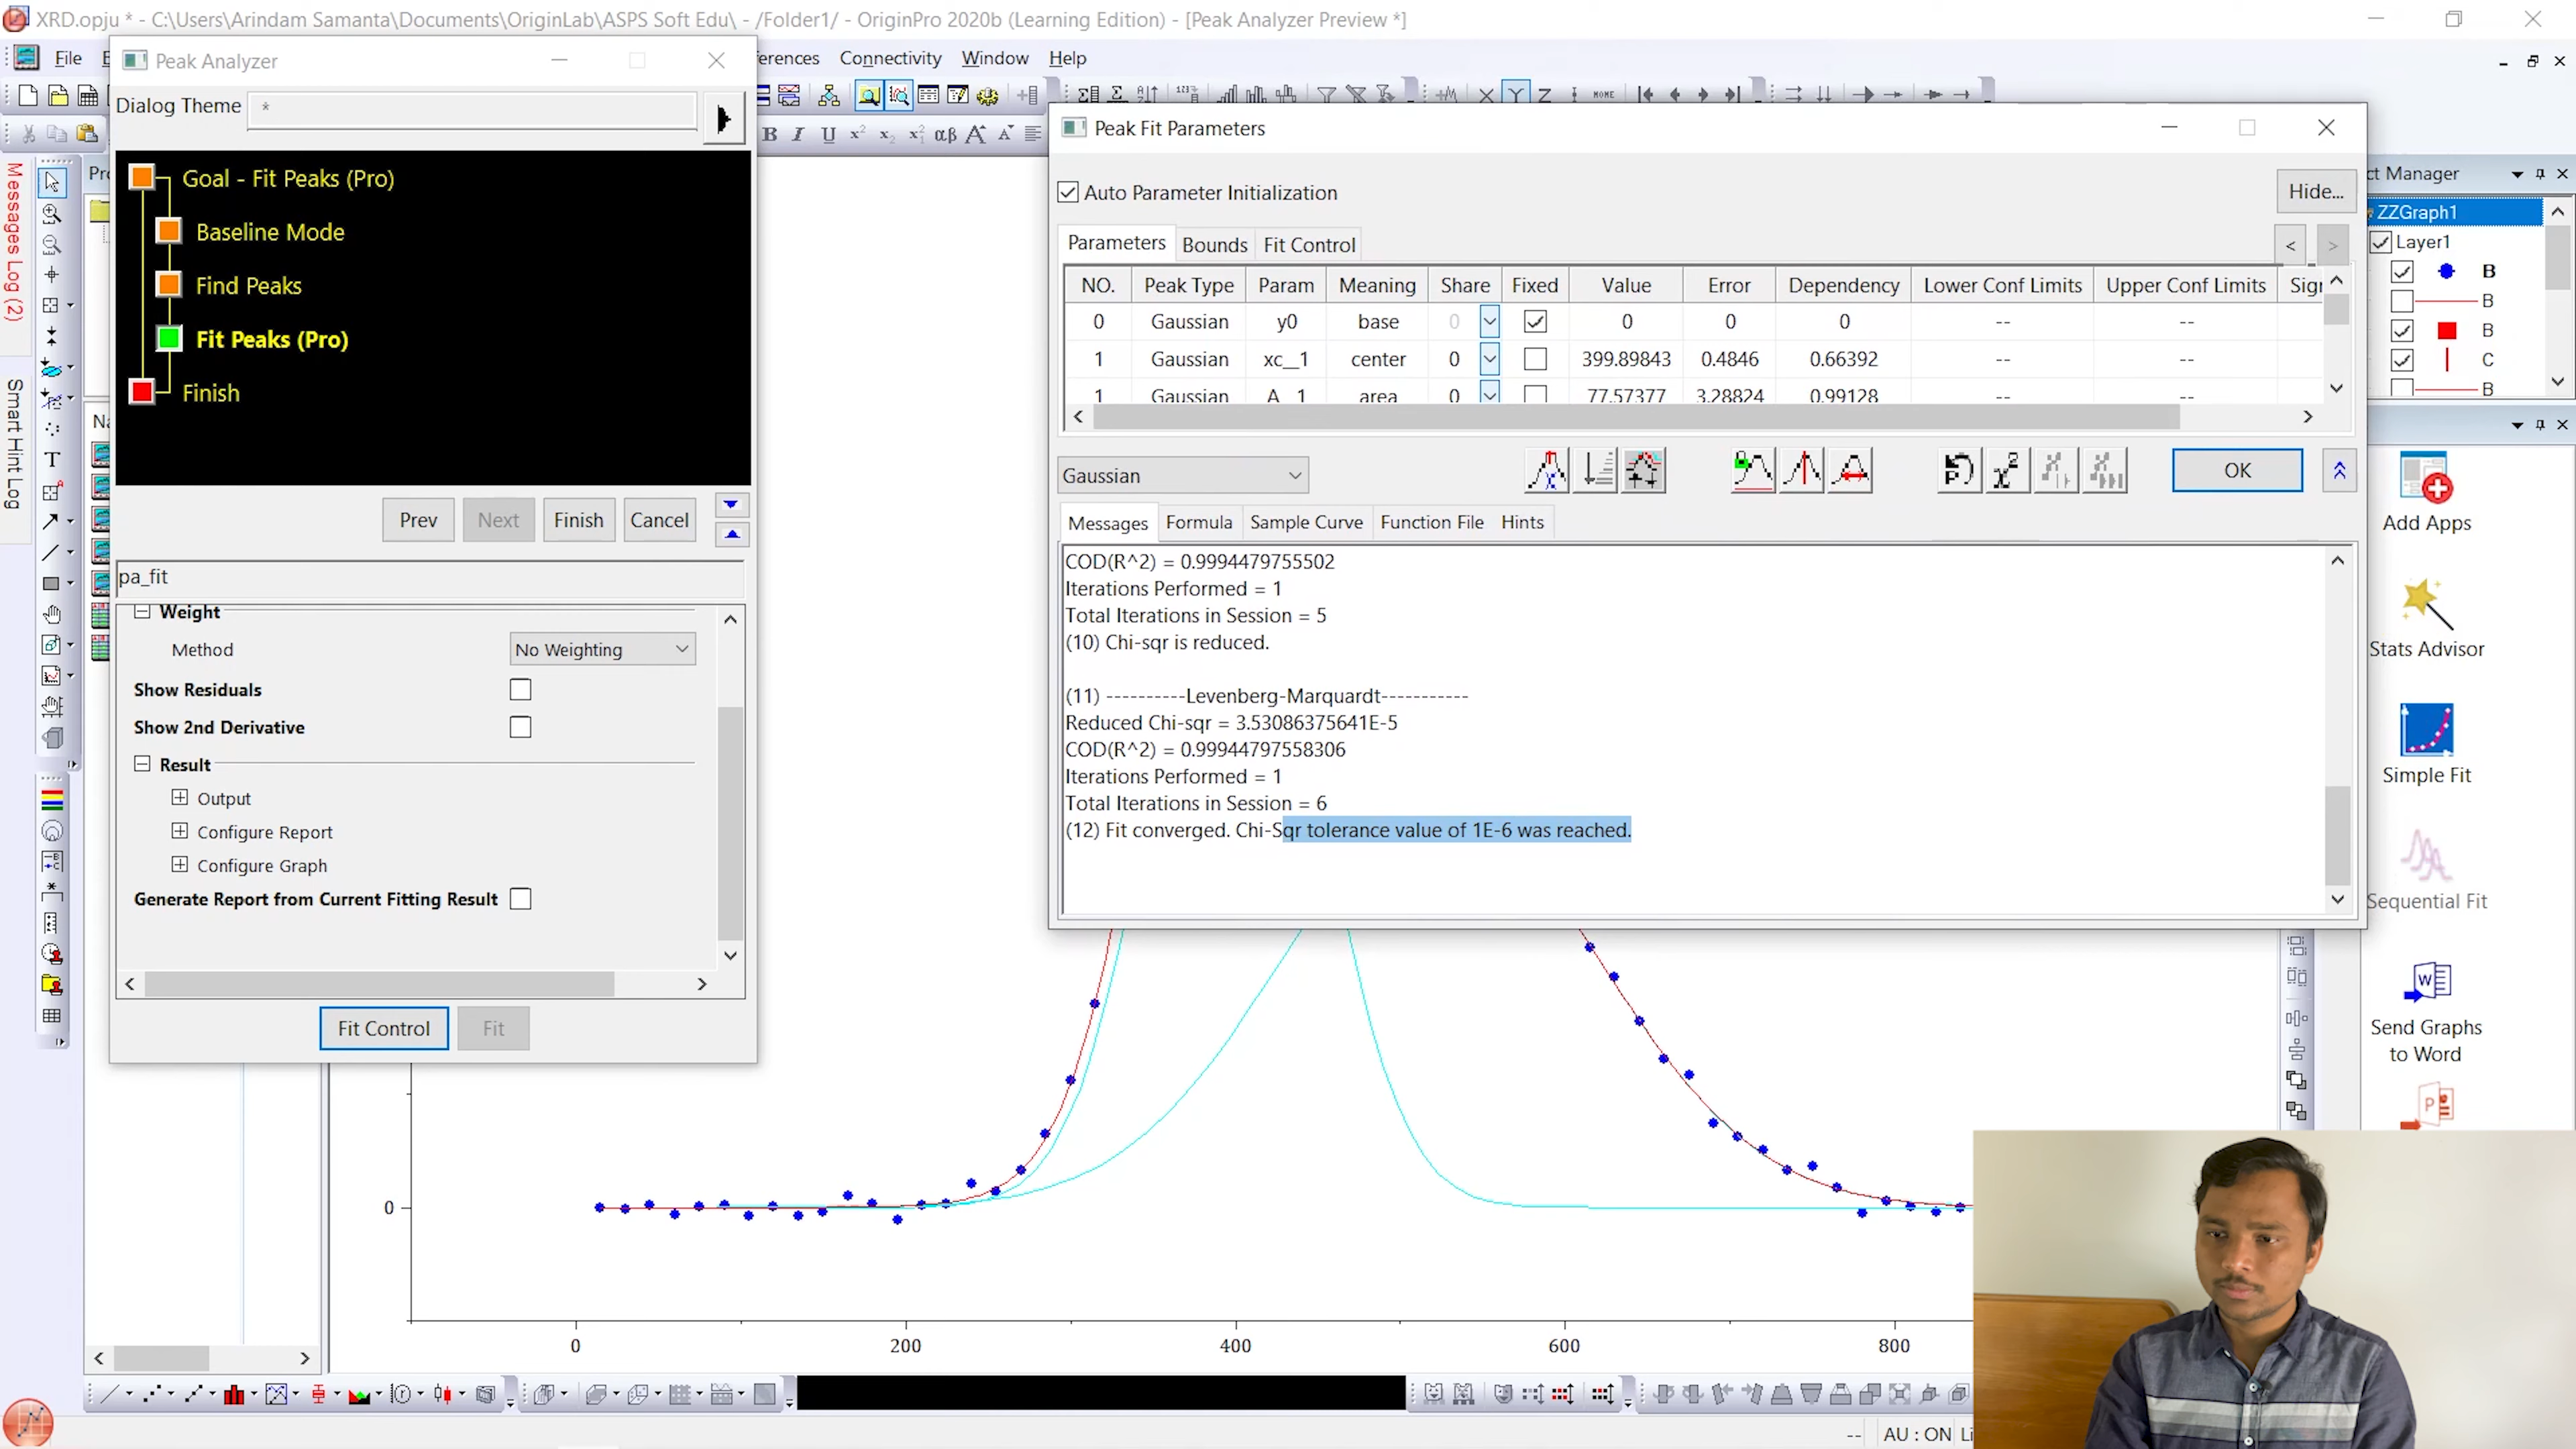 XRD.opju * - C:\Users\Arindam Samanta\Documents\OriginLab\ASPS Soft Edu\ - /Folder1/ - OriginPro 2020b (Learning Edition) - [Peak Analyzer Preview *]
File
ferences Connectivity Window Help
Peak Analyzer
Dialog Theme *
Goal - Fit Peaks (Pro)
Baseline Mode
Find Peaks
Fit Peaks (Pro)
Finish
Prev Next Finish Cancel
pa_fit
Weight
Method No Weighting
Show Residuals
Show 2nd Derivative
Result
Output
Configure Report
Configure Graph
Generate Report from Current Fitting Result
Fit Control Fit
Messages Log (2)
Smart Hint Log
Peak Fit Parameters
Auto Parameter Initialization
Hide...
Parameters Bounds Fit Control
NO. Peak Type Param Meaning Share Fixed Value Error Dependency Lower Conf Limits Upper Conf Limits Sigr
0 Gaussian y0 base 0 0 0 0 -- --
1 Gaussian xc__1 center 0 399.89843 0.4846 0.66392 -- --
1 Gaussian A__1 area 0 77.57377 3.28824 0.99128 -- --
Gaussian
OK
Messages Formula Sample Curve Function File Hints
COD(R^2) = 0.9994479755502
Iterations Performed = 1
Total Iterations in Session = 5
(10) Chi-sqr is reduced.
(11) ----------Levenberg-Marquardt-----------
Reduced Chi-sqr = 3.53086375641E-5
COD(R^2) = 0.99944797558306
Iterations Performed = 1
Total Iterations in Session = 6
(12) Fit converged. Chi-Sqr tolerance value of 1E-6 was reached.
ct Manager
ZZGraph1
Layer1
B
B
B
C
B
Add Apps
Stats Advisor
Simple Fit
Sequential Fit
Send Graphs
to Word
0
0 200 400 600 800
-- AU : ON Li